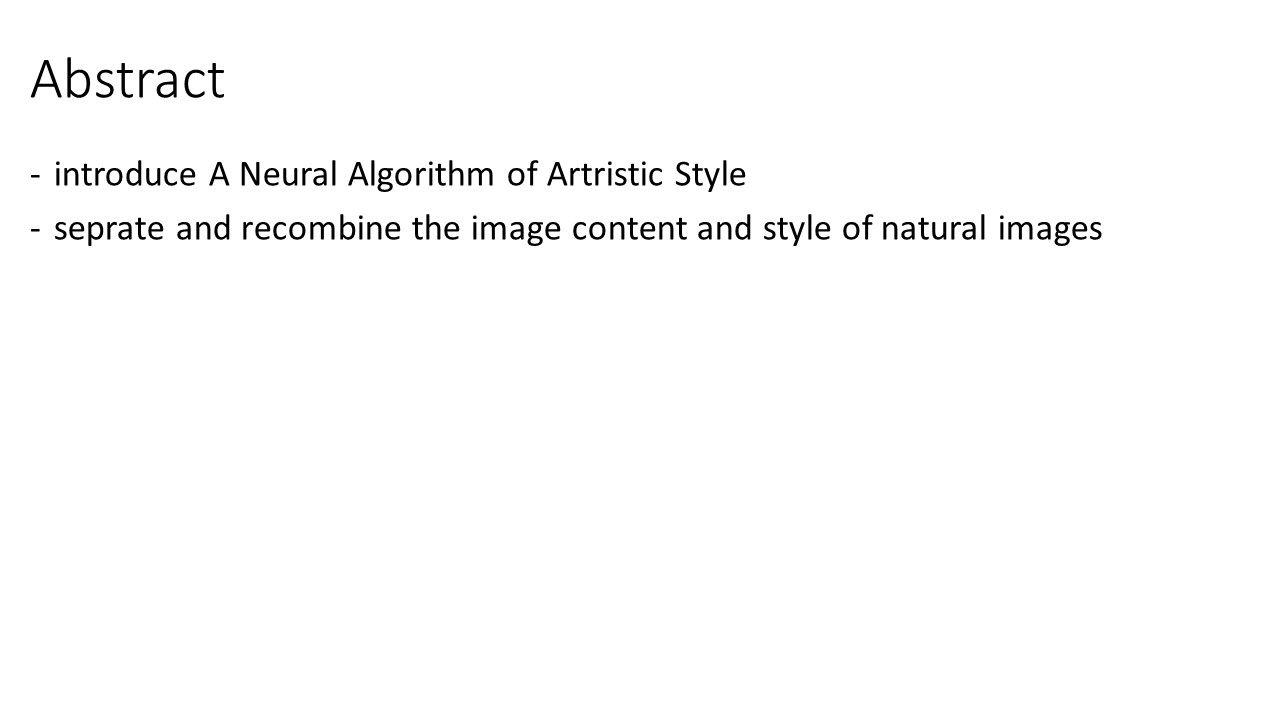 Abstract
- introduce A Neural Algorithm of Artristic Style
- seprate and recombine the image content and style of natural images